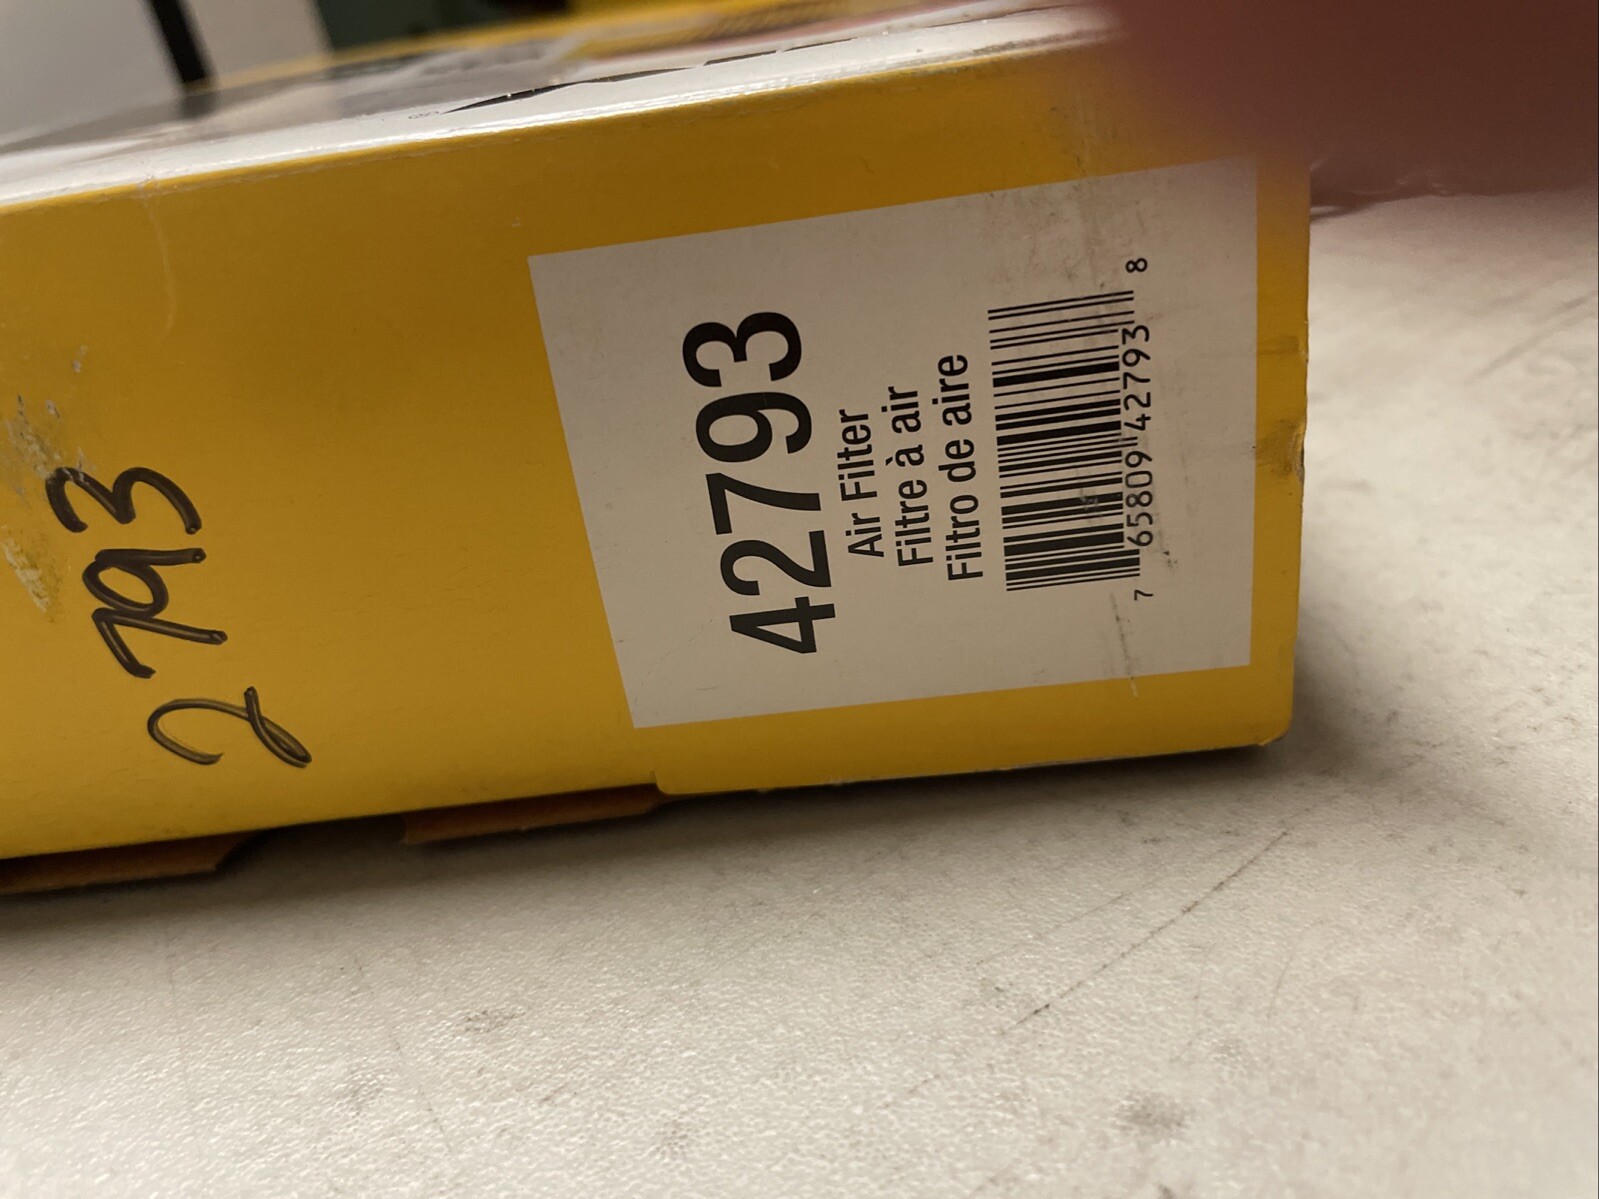 2793
42793
Air Filter
Filtre à air
Filtro de aire
7 65809 42793 8